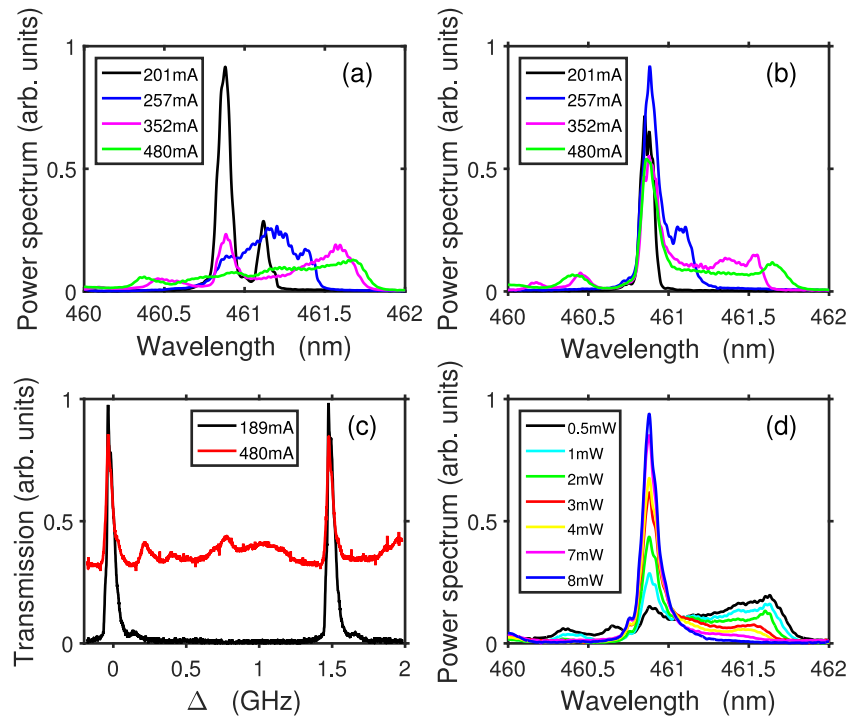 (a)
201mA
257mA
352mA
480mA
1
0.5
0
Power spectrum (arb. units)
460 460.5 461 461.5 462
Wavelength (nm)
(b)
201mA
257mA
352mA
480mA
1
0.5
0
Power spectrum (arb. units)
460 460.5 461 461.5 462
Wavelength (nm)
(c)
189mA
480mA
1
0.5
0
Transmission (arb. units)
0 0.5 1 1.5 2
Δ (GHz)
(d)
0.5mW
1mW
2mW
3mW
4mW
7mW
8mW
1
0.5
0
Power spectrum (arb. units)
460 460.5 461 461.5 462
Wavelength (nm)